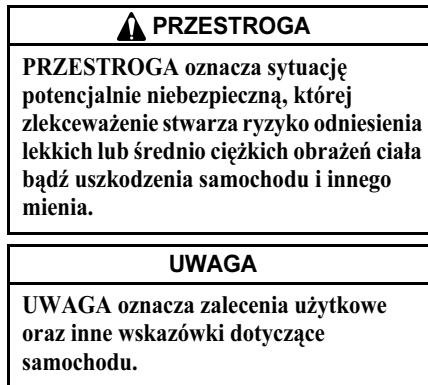 PRZESTROGA
PRZESTROGA oznacza sytuację
potencjalnie niebezpieczną, której
zlekceważenie stwarza ryzyko odniesienia
lekkich lub średnio ciężkich obrażeń ciała
bądź uszkodzenia samochodu i innego
mienia.
UWAGA
UWAGA oznacza zalecenia użytkowe
oraz inne wskazówki dotyczące
samochodu.